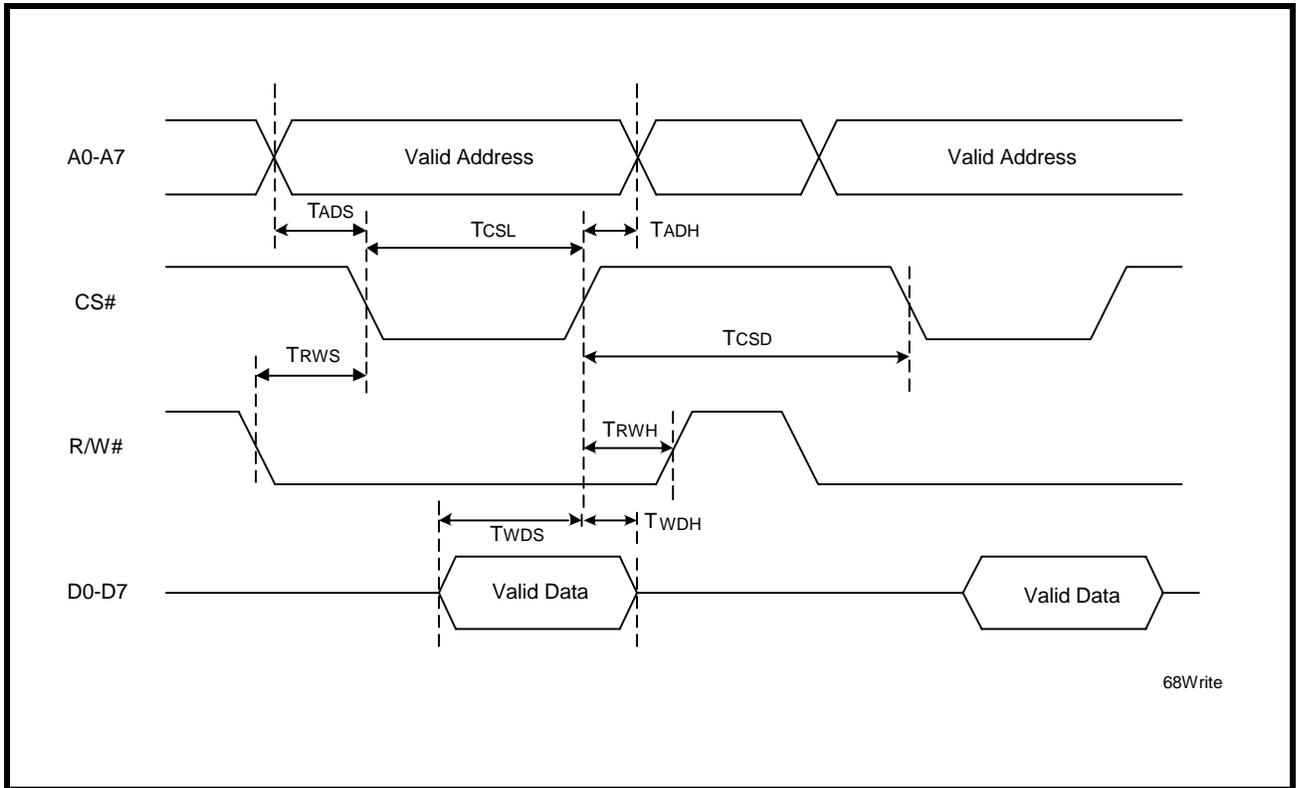 A0-A7
Valid Address
Valid Address
TADS
TCSL
TADH
CS#
TCSD
TRWS
R/W#
TRWH
TWDS
TWDH
D0-D7
Valid Data
Valid Data
68Write